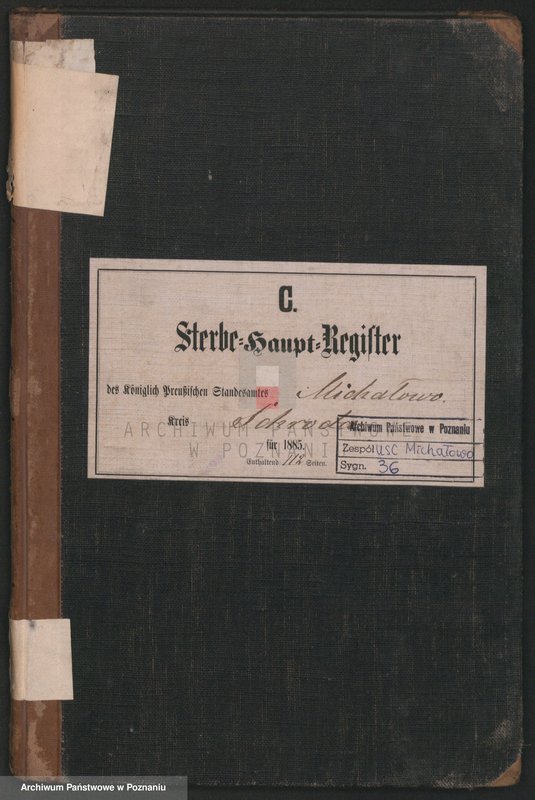 C.
Sterbe-Haupt-Register
des Königlich Preußischen Standesamtes Michałowo.
Kreis Schroda
für 1885.
Enthaltend 112 Seiten.
Archiwum Państwowe w Poznaniu
Zespół USC Michałowo
Sygn. 36
ARCHIWUM PAŃSTWOWE
W POZNANIU
Archiwum Państwowe w Poznaniu